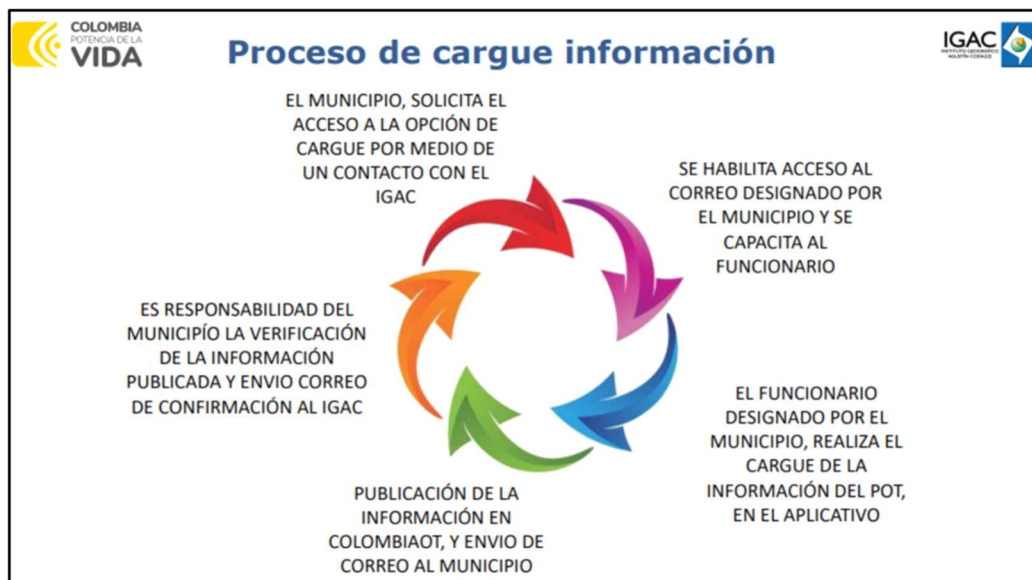 COLOMBIA
POTENCIA DE LA
VIDA
Proceso de cargue información
IGAC
INSTITUTO GEOGRÁFICO
AGUSTÍN CODAZZI
EL MUNICIPIO, SOLICITA EL
ACCESO A LA OPCIÓN DE
CARGUE POR MEDIO DE
UN CONTACTO CON EL
IGAC
SE HABILITA ACCESO AL
CORREO DESIGNADO POR
EL MUNICIPIO Y SE
CAPACITA AL
FUNCIONARIO
EL FUNCIONARIO
DESIGNADO POR EL
MUNICIPIO, REALIZA EL
CARGUE DE LA
INFORMACIÓN DEL POT,
EN EL APLICATIVO
PUBLICACIÓN DE LA
INFORMACIÓN EN
COLOMBIAOT, Y ENVIO DE
CORREO AL MUNICIPIO
ES RESPONSABILIDAD DEL
MUNICIPÍO LA VERIFICACIÓN
DE LA INFORMACIÓN
PUBLICADA Y ENVIO CORREO
DE CONFIRMACIÓN AL IGAC